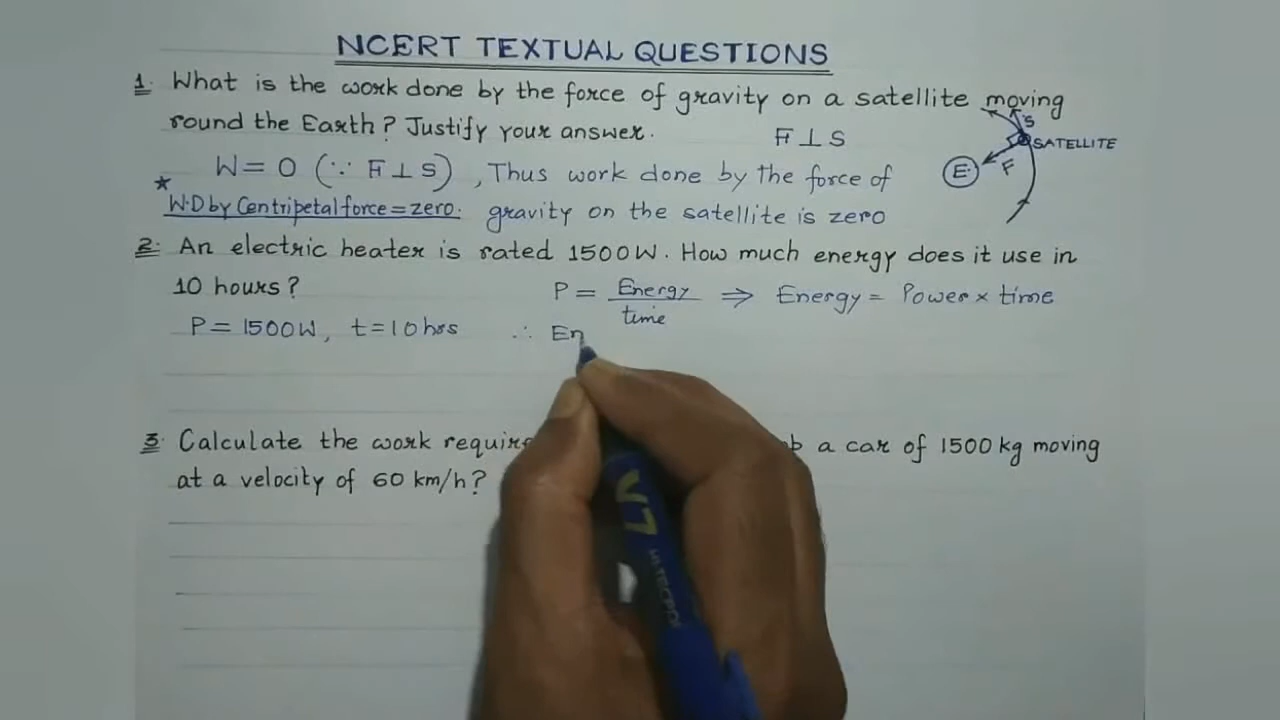 NCERT TEXTUAL QUESTIONS
1. What is the work done by the force of gravity on a satellite moving
round the Earth? Justify your answer.
F ⊥ S
S
SATELLITE
E
F
W = 0 (∵ F ⊥ S), Thus work done by the force of
* W.D by Centripetal force = zero. gravity on the satellite is zero
2. An electric heater is rated 1500W. How much energy does it use in
10 hours?
P = Energy / time ⇒ Energy = Power × time
P = 1500W, t = 10 hrs ∴ En
3. Calculate the work a car of 1500 kg moving
at a velocity of 60 km/h?
V7
HI-TECPOI